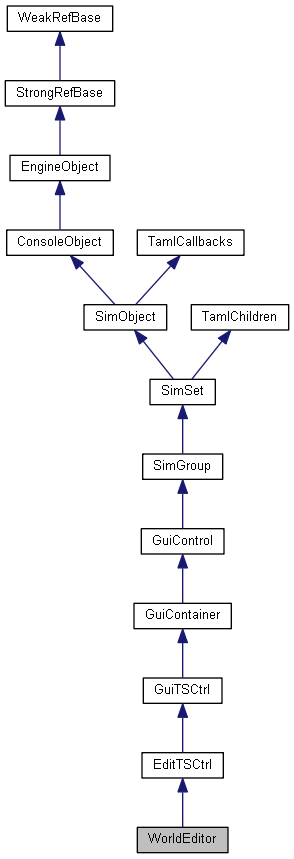 WeakRefBase
StrongRefBase
EngineObject
ConsoleObject
TamlCallbacks
SimObject
TamlChildren
SimSet
SimGroup
GuiControl
GuiContainer
GuiTSCtrl
EditTSCtrl
WorldEditor